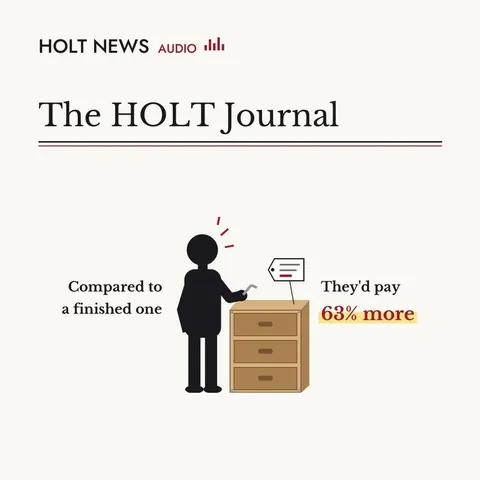 HOLT NEWS AUDIO
The HOLT Journal
Compared to
a finished one
They'd pay
63% more